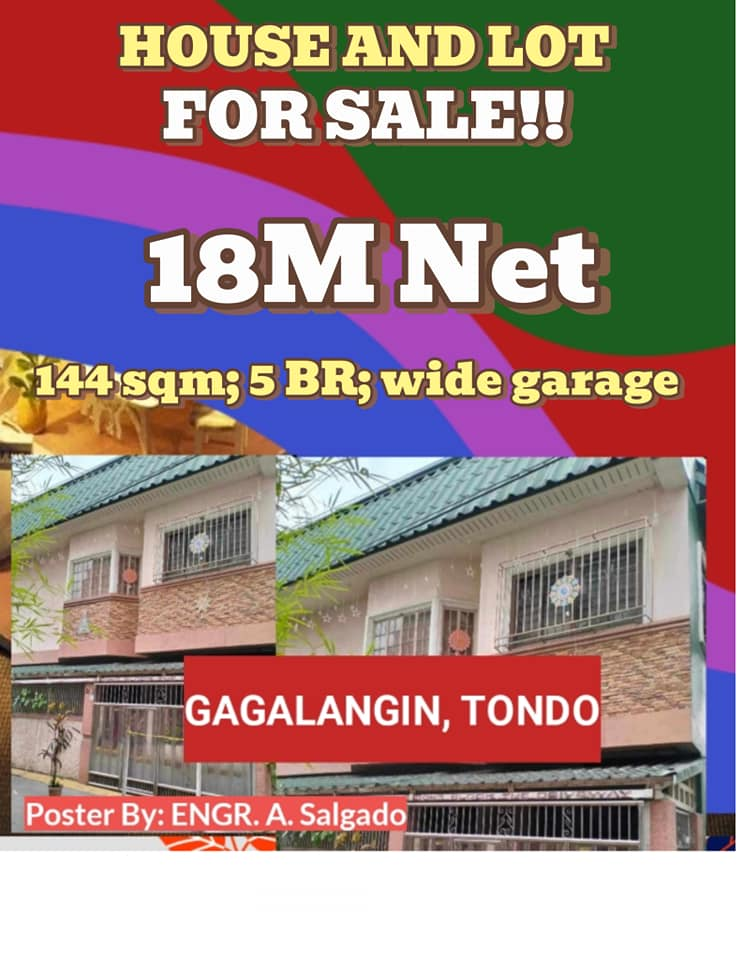 HOUSE AND LOT
FOR SALE!!
18M Net
144 sqm; 5 BR; wide garage
GAGALANGIN, TONDO
Poster By: ENGR. A. Salgado